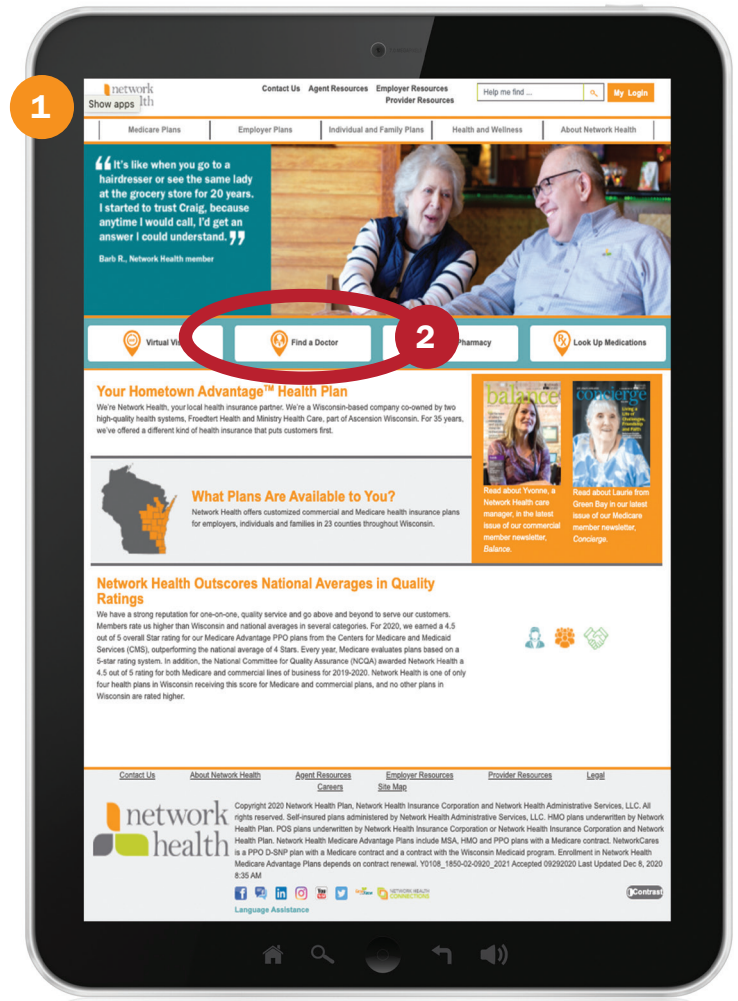 1
network
Show apps
lth
Contact Us Agent Resources Employer Resources
Provider Resources
Help me find ...
My Login
Medicare Plans Employer Plans Individual and Family Plans Health and Wellness About Network Health
It's like when you go to a
hairdresser or see the same
lady at the grocery store for 20 years.
I started to trust Craig, because
anytime I would call, I'd get an
answer I could understand.
Barb R., Network Health member
Virtual Vis
Find a Doctor
2
Pharmacy
Look Up Medications
Your Hometown Advantage™ Health Plan
We're Network Health, your local health insurance partner. We're a Wisconsin-based company co-owned by two
high-quality health systems, Froedtert Health and Ministry Health Care, part of Ascension Wisconsin. For 35 years,
we've offered a different kind of health insurance that puts customers first.
balance
concierge
Living a
Life of
Challenges,
Friendship
and Faith
Read about Yvonne, a
Network Health care
manager, in the latest
issue of our commercial
member newsletter,
Balance.
Read about Laurie from
Green Bay in our latest
issue of our Medicare
member newsletter,
Concierge.
What Plans Are Available to You?
Network Health offers customized commercial and Medicare health insurance plans
for employers, individuals and families in 23 counties throughout Wisconsin.
Network Health Outscores National Averages in Quality
Ratings
We have a strong reputation for one-on-one, quality service and go above and beyond to serve our customers.
Members rate us higher than Wisconsin and national averages in several categories. For 2020, we earned a 4.5
out of 5 overall Star rating for our Medicare Advantage PPO plans from the Centers for Medicare and Medicaid
Services (CMS), outperforming the national average of 4 Stars. Every year, Medicare evaluates plans based on a
5-star rating system. In addition, the National Committee for Quality Assurance (NCQA) awarded Network Health a
4.5 out of 5 rating for both Medicare and commercial lines of business for 2019-2020. Network Health is one of only
four health plans in Wisconsin receiving this score for Medicare and commercial plans, and no other plans in
Wisconsin are rated higher.
Contact Us About Network Health Agent Resources Employer Resources Provider Resources Legal
Careers Site Map
network
health
Copyright 2020 Network Health Plan, Network Health Insurance Corporation and Network Health Administrative Services, LLC. All
rights reserved. Self-insured plans administered by Network Health Administrative Services, LLC. HMO plans underwritten by Network
Health Plan. POS plans underwritten by Network Health Insurance Corporation or Network Health Insurance Corporation and Network
Health Plan. Network Health Medicare Advantage Plans include MSA, HMO and PPO plans with a Medicare contract. NetworkCares
is a PPO D-SNP plan with a Medicare contract and a contract with the Wisconsin Medicaid program. Enrollment in Network Health
Medicare Advantage Plans depends on contract renewal. Y0108_1850-02-0920_2021 Accepted 09292020 Last Updated Dec 8, 2020
8:35 AM
NETWORK HEALTH
CONNECTIONS
Contrast
Language Assistance